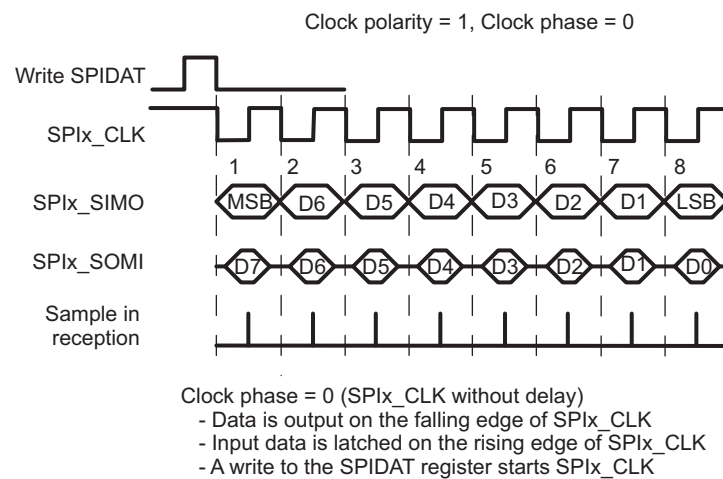 Clock polarity = 1, Clock phase = 0
Write SPIDAT
SPIx_CLK
1 2 3 4 5 6 7 8
SPIx_SIMO MSB D6 D5 D4 D3 D2 D1 LSB
SPIx_SOMI D7 D6 D5 D4 D3 D2 D1 D0
Sample in
reception
Clock phase = 0 (SPIx_CLK without delay)
- Data is output on the falling edge of SPIx_CLK
- Input data is latched on the rising edge of SPIx_CLK
- A write to the SPIDAT register starts SPIx_CLK